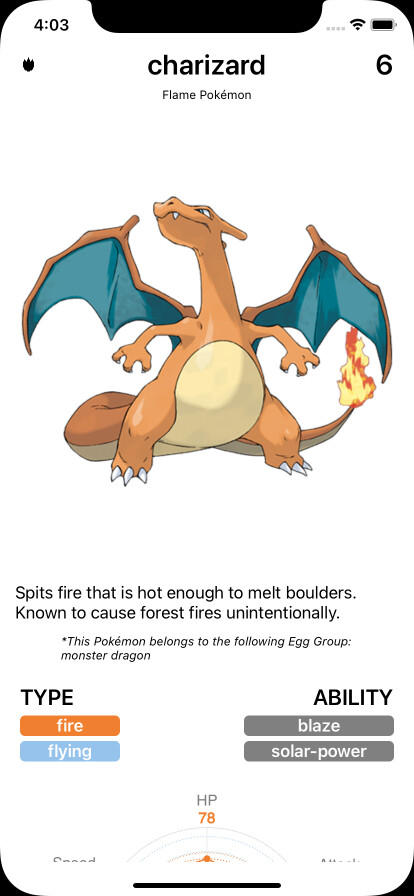 4:03
charizard
6
Flame Pokémon
Spits fire that is hot enough to melt boulders.
Known to cause forest fires unintentionally.
*This Pokémon belongs to the following Egg Group:
monster dragon
TYPE ABILITY
fire blaze
flying solar-power
HP
78
Speed Attack